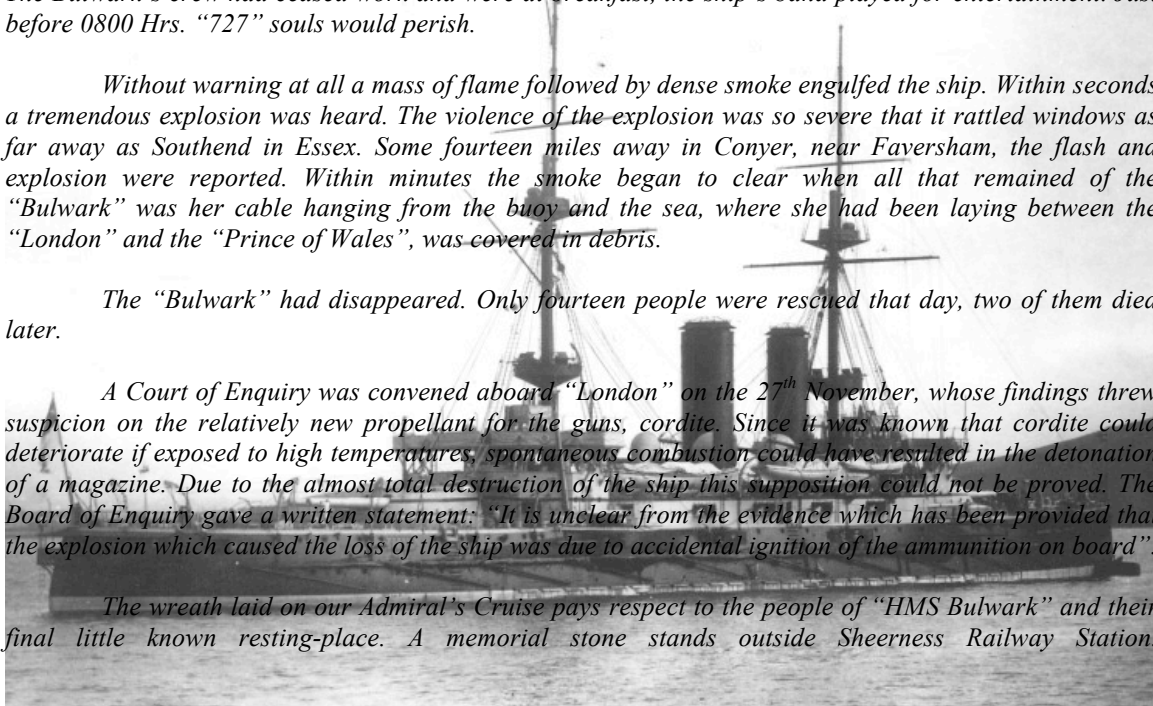 before 0800 Hrs. “727” souls would perish.
Without warning at all a mass of flame followed by dense smoke engulfed the ship. Within seconds
a tremendous explosion was heard. The violence of the explosion was so severe that it rattled windows as
far away as Southend in Essex. Some fourteen miles away in Conyer, near Faversham, the flash and
explosion were reported. Within minutes the smoke began to clear when all that remained of the
“Bulwark” was her cable hanging from the buoy and the sea, where she had been laying between the
“London” and the “Prince of Wales”, was covered in debris.
The “Bulwark” had disappeared. Only fourteen people were rescued that day, two of them died
later.
A Court of Enquiry was convened aboard “London” on the 27th November, whose findings threw
suspicion on the relatively new propellant for the guns, cordite. Since it was known that cordite could
deteriorate if exposed to high temperatures, spontaneous combustion could have resulted in the detonation
of a magazine. Due to the almost total destruction of the ship this supposition could not be proved. The
Board of Enquiry gave a written statement: “It is unclear from the evidence which has been provided that
the explosion which caused the loss of the ship was due to accidental ignition of the ammunition on board”.
The wreath laid on our Admiral’s Cruise pays respect to the people of “HMS Bulwark” and their
final little known resting-place. A memorial stone stands outside Sheerness Railway Station.